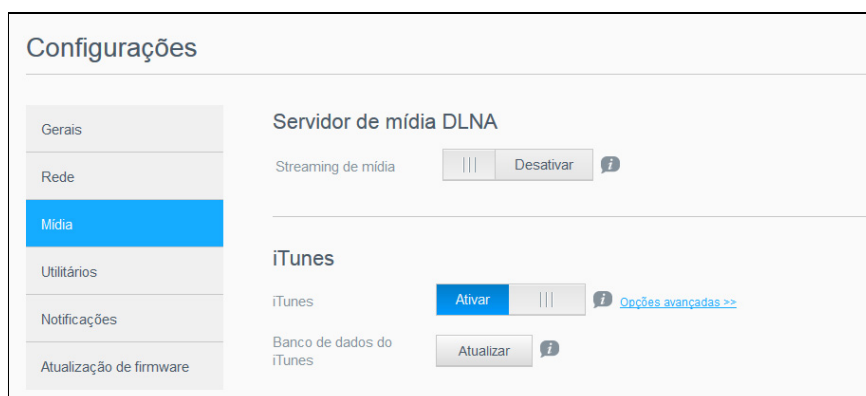 Configurações
Gerais
Rede
Mídia
Utilitários
Notificações
Atualização de firmware
Servidor de mídia DLNA
Streaming de mídia
Desativar
iTunes
iTunes
Ativar
Opções avançadas >>
Banco de dados do
iTunes
Atualizar